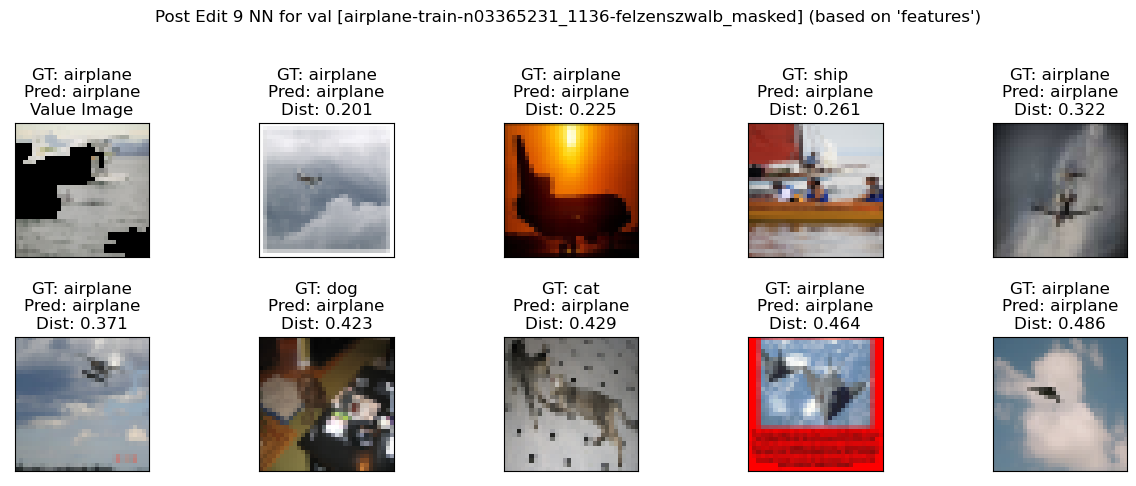 Post Edit 9 NN for val [airplane-train-n03365231_1136-felzenszwalb_masked] (based on 'features')
GT: airplane
Pred: airplane
Value Image
GT: airplane
Pred: airplane
Dist: 0.201
GT: airplane
Pred: airplane
Dist: 0.225
GT: ship
Pred: airplane
Dist: 0.261
GT: airplane
Pred: airplane
Dist: 0.322
GT: airplane
Pred: airplane
Dist: 0.371
GT: dog
Pred: airplane
Dist: 0.423
GT: cat
Pred: airplane
Dist: 0.429
GT: airplane
Pred: airplane
Dist: 0.464
GT: airplane
Pred: airplane
Dist: 0.486